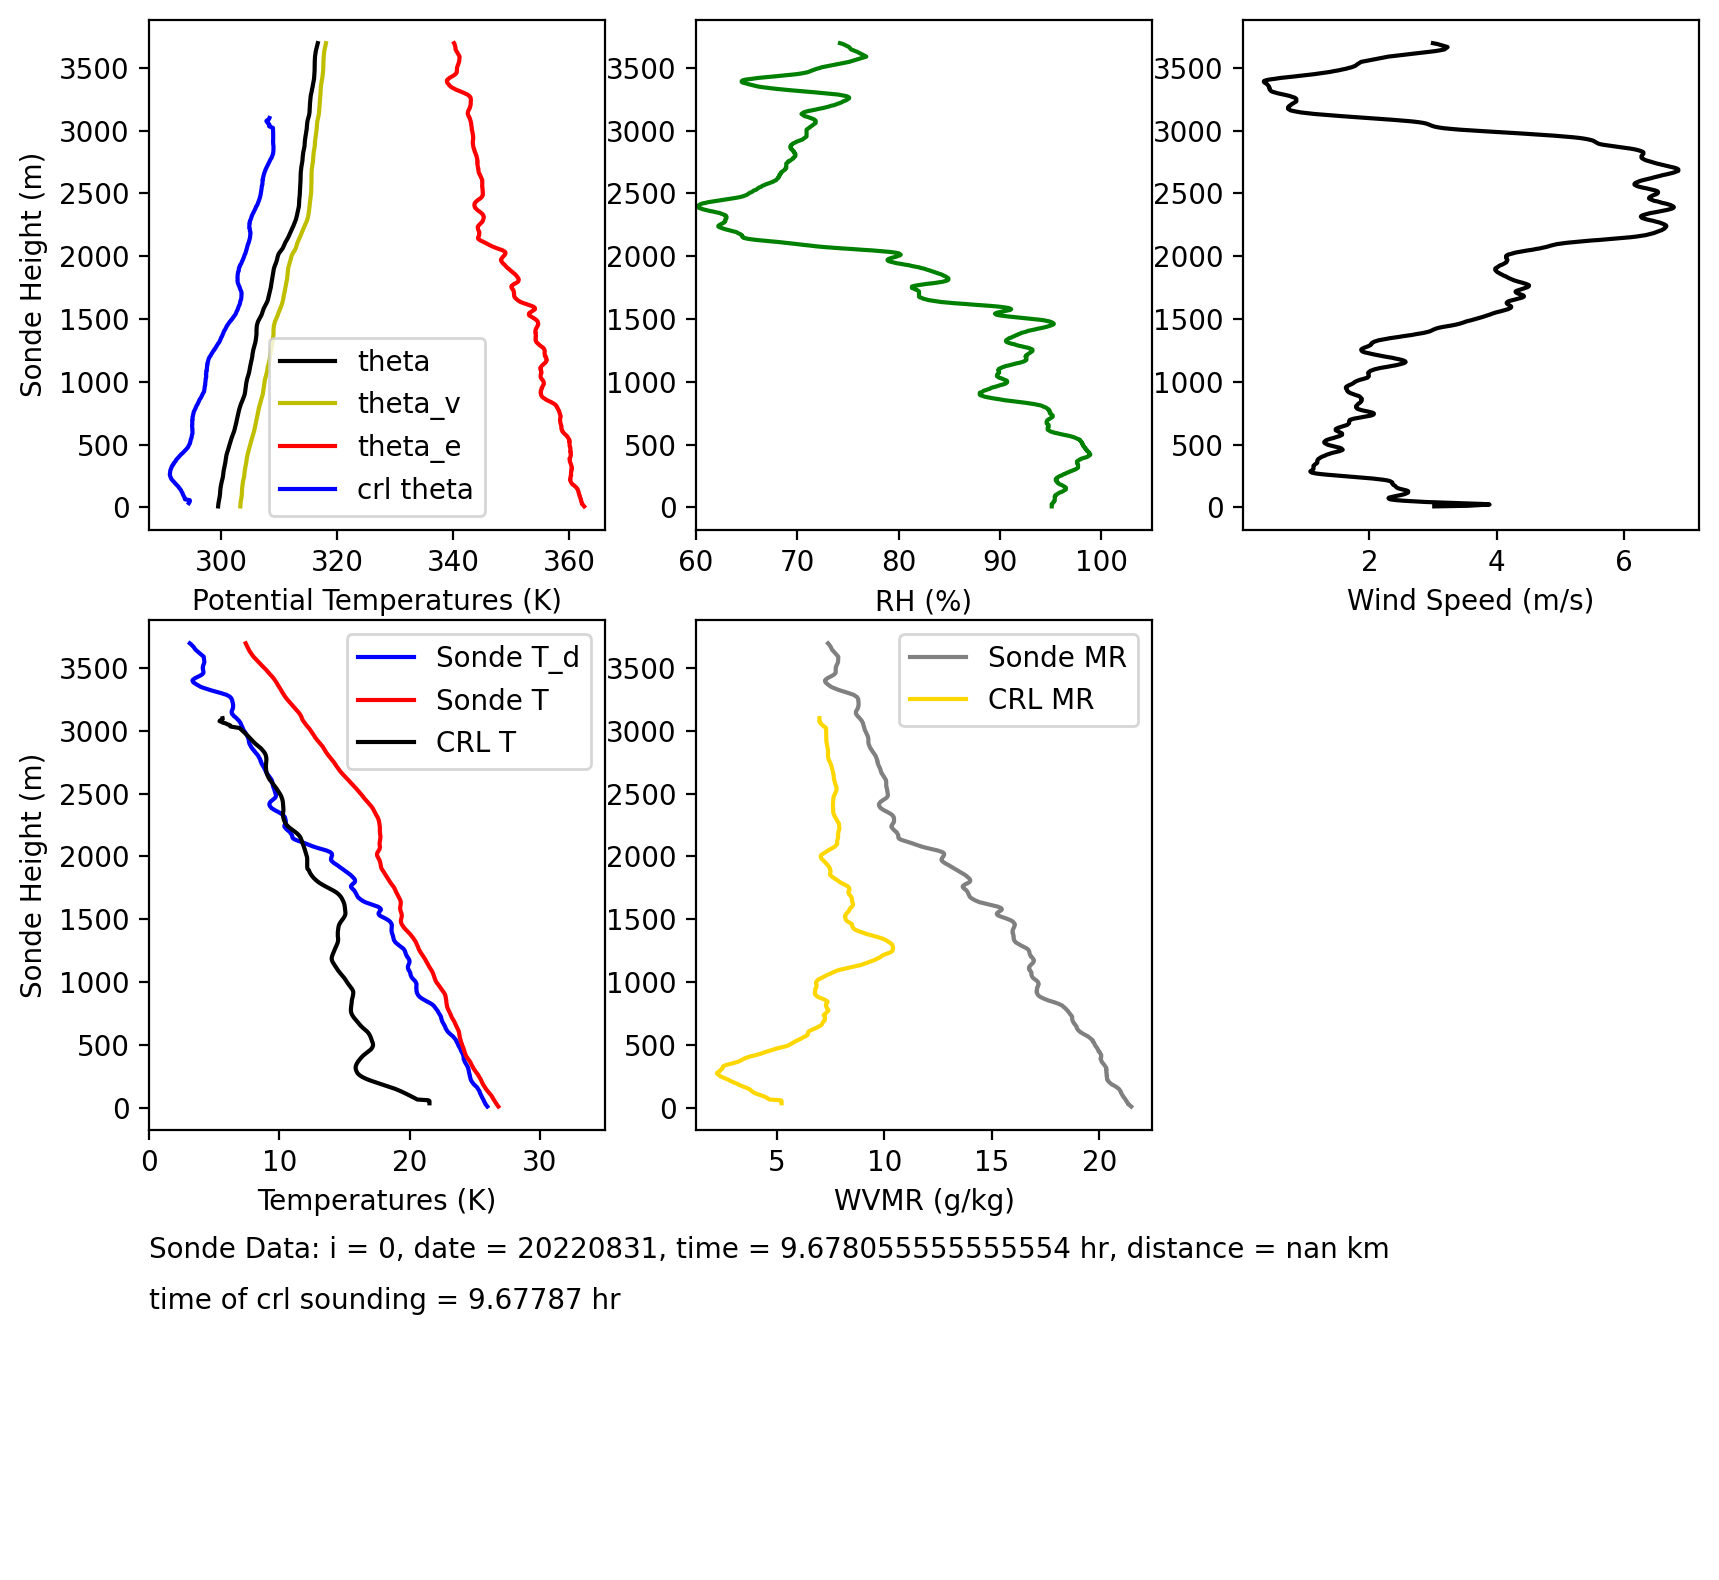 3500
3000
2500
2000
1500
1000
500
0
Sonde Height (m)
theta
theta_v
theta_e
crl theta
300 320 340 360
Potential Temperatures (K)
3500
3000
2500
2000
1500
1000
500
0
60 70 80 90 100
RH (%)
3500
3000
2500
2000
1500
1000
500
0
2 4 6
Wind Speed (m/s)
3500
3000
2500
2000
1500
1000
500
0
Sonde Height (m)
Sonde T_d
Sonde T
CRL T
0 10 20 30
Temperatures (K)
3500
3000
2500
2000
1500
1000
500
0
Sonde MR
CRL MR
5 10 15 20
WVMR (g/kg)
Sonde Data: i = 0, date = 20220831, time = 9.678055555555554 hr, distance = nan km
time of crl sounding = 9.67787 hr